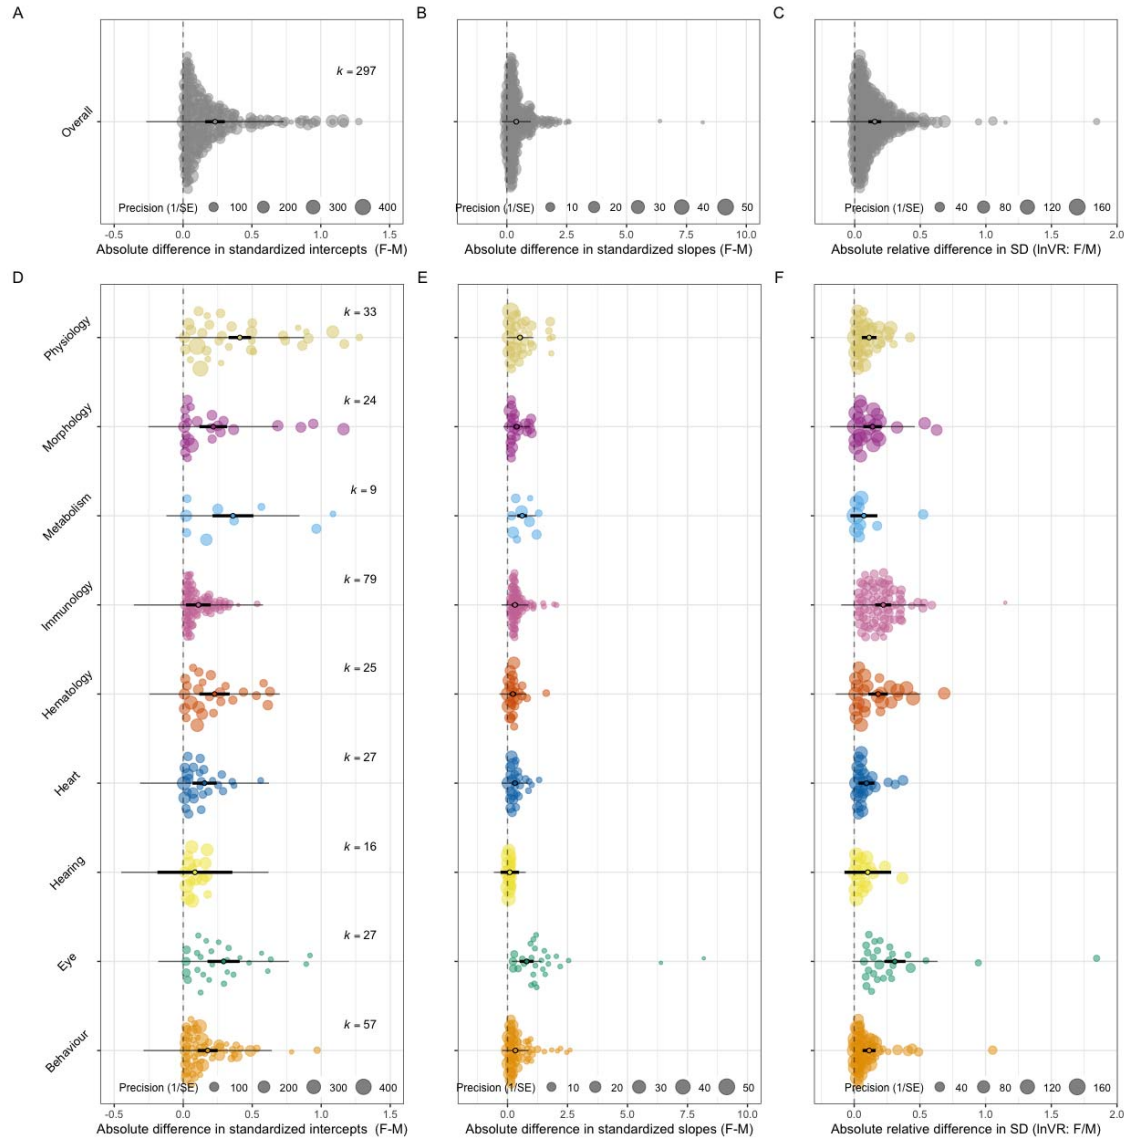 A B C
k = 297
Overall
Precision (1/SE) 100 200 300 400
Precision (1/SE) 10 20 30 40 50
Precision (1/SE) 40 80 120 160
-0.5 0.0 0.5 1.0 1.5
0.0 2.5 5.0 7.5 10.0
0.0 0.5 1.0 1.5 2.0
Absolute difference in standardized intercepts (F-M)
Absolute difference in standardized slopes (F-M)
Absolute relative difference in SD (lnVR: F/M)
D E F
Physiology
k = 33
Morphology
k = 24
Metabolism
k = 9
Immunology
k = 79
Hematology
k = 25
Heart
k = 27
Hearing
k = 16
Eye
k = 27
Behaviour
k = 57
Precision (1/SE) 100 200 300 400
Precision (1/SE) 10 20 30 40 50
Precision (1/SE) 40 80 120 160
-0.5 0.0 0.5 1.0 1.5
0.0 2.5 5.0 7.5 10.0
0.0 0.5 1.0 1.5 2.0
Absolute difference in standardized intercepts (F-M)
Absolute difference in standardized slopes (F-M)
Absolute relative difference in SD (lnVR: F/M)